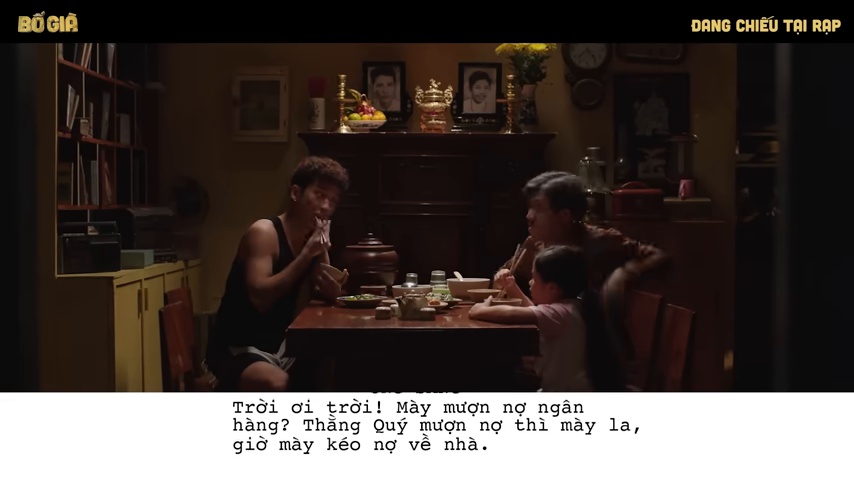 BỐ GIÀ
ĐANG CHIẾU TẠI RẠP
Trời ơi trời! Mày mượn nợ ngân
hàng? Thằng Quý mượn nợ thì mày la,
giờ mày kéo nợ về nhà.